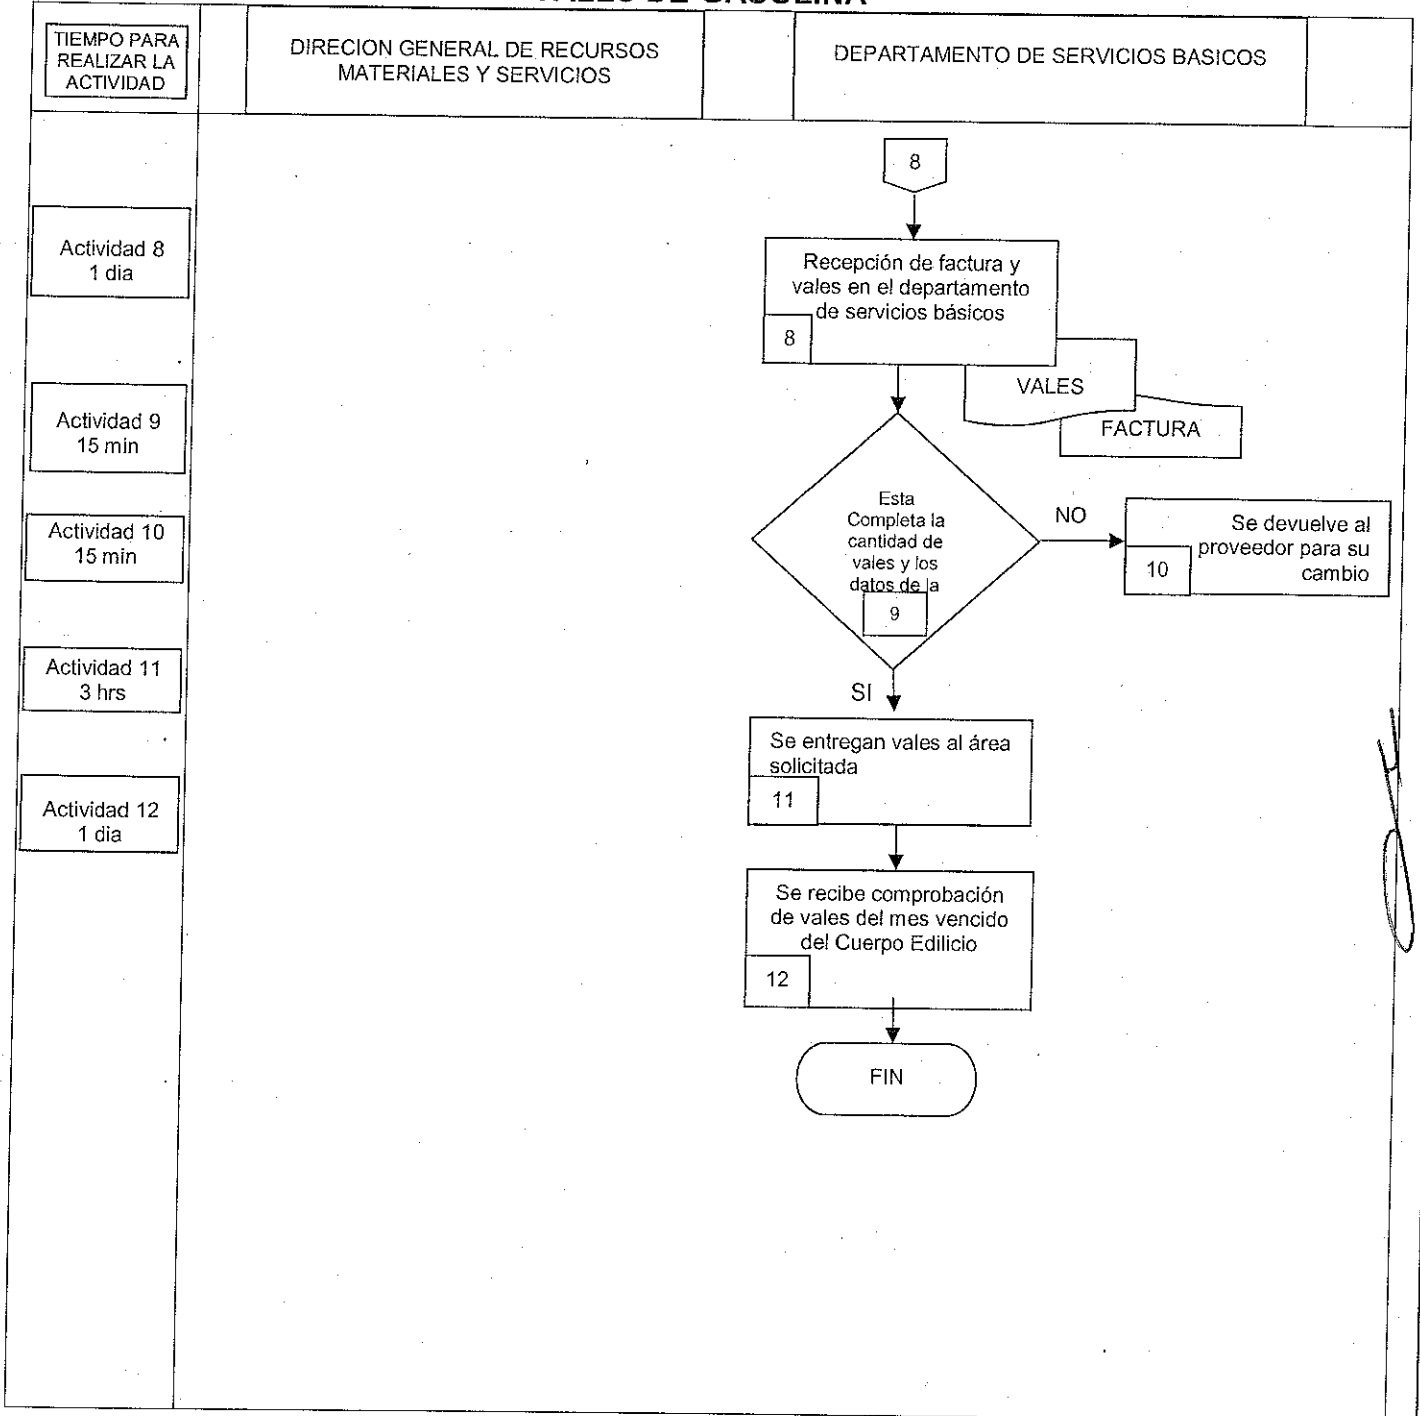 TIEMPO PARA
REALIZAR LA
ACTIVIDAD
DIRECION GENERAL DE RECURSOS
MATERIALES Y SERVICIOS
DEPARTAMENTO DE SERVICIOS BASICOS
8
Actividad 8
1 dia
Recepción de factura y
vales en el departamento
de servicios básicos
8
VALES
FACTURA
Actividad 9
15 min
Esta
Completa la
cantidad de
vales y los
datos de la
9
NO
Se devuelve al
proveedor para su
cambio
10
Actividad 10
15 min
Actividad 11
3 hrs
SI
Se entregan vales al área
solicitada
11
Actividad 12
1 dia
Se recibe comprobación
de vales del mes vencido
del Cuerpo Edilicio
12
FIN